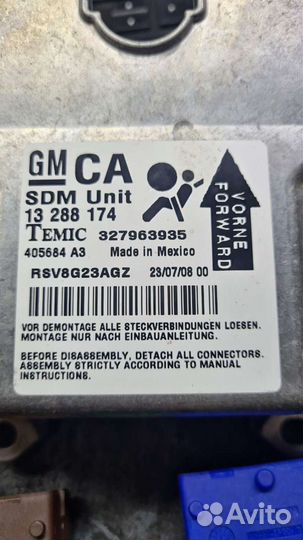 GM CA
SDM Unit
13 288 174
TEMIC 327963935
405684 A3 Made in Mexico
RSV8G23AGZ 23/07/08 00
VORNE
FORWARD
VOR DEMONTAGE ALLE STECKVERBINDUNGEN LOESEN.
MONTAGE NUR NACH EINBAUANLEITUNG.
BEFORE DISASSEMBLY, DETACH ALL CONNECTORS.
ASSEMBLY STRICTLY ACCORDING TO MANUAL
INSTRUCTIONS.
Avito